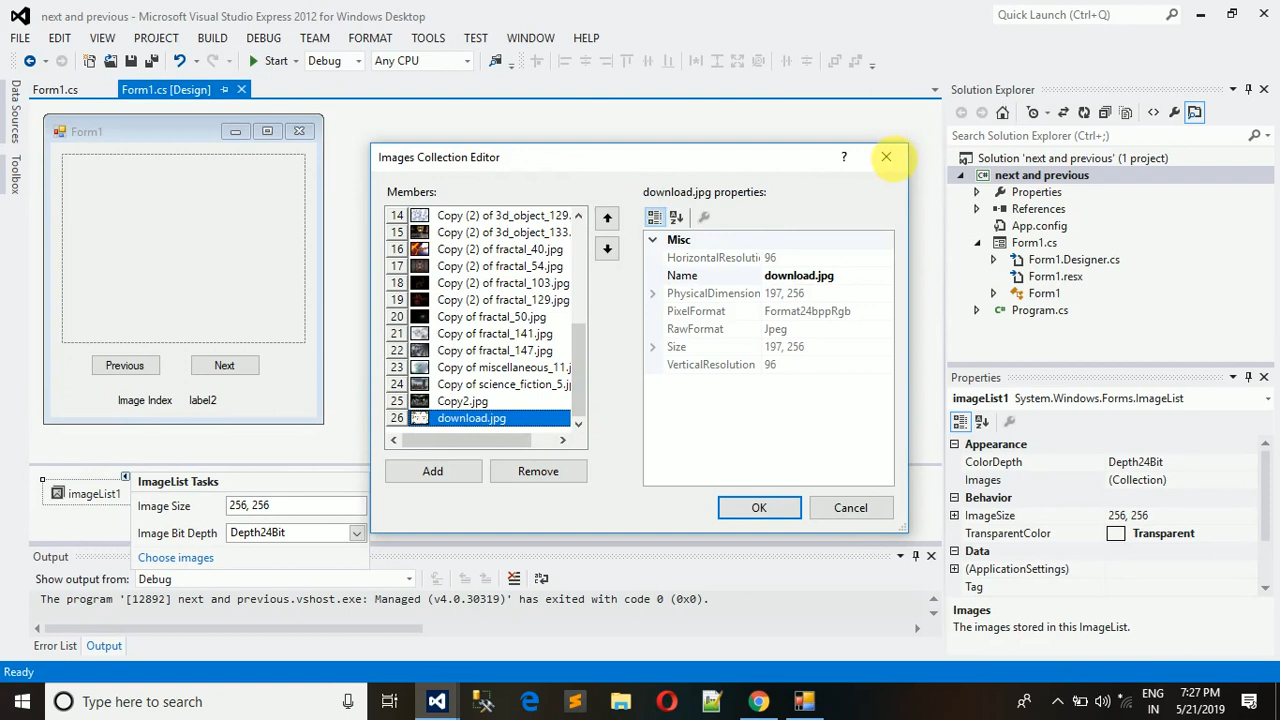 next and previous - Microsoft Visual Studio Express 2012 for Windows Desktop
Quick Launch (Ctrl+Q)
FILE EDIT VIEW PROJECT BUILD DEBUG TEAM FORMAT TOOLS TEST WINDOW HELP
Start Debug Any CPU
Data Sources
Toolbox
Form1.cs Form1.cs [Design]
Form1
Previous Next
Image Index label2
imageList1
ImageList Tasks
Image Size 256, 256
Image Bit Depth Depth24Bit
Choose images
Images Collection Editor
?
Members:
14 Copy (2) of 3d_object_129.
15 Copy (2) of 3d_object_133.
16 Copy (2) of fractal_40.jpg
17 Copy (2) of fractal_54.jpg
18 Copy (2) of fractal_103.jpg
19 Copy (2) of fractal_129.jpg
20 Copy of fractal_50.jpg
21 Copy of fractal_141.jpg
22 Copy of fractal_147.jpg
23 Copy of miscellaneous_11.j
24 Copy of science_fiction_5.jp
25 Copy2.jpg
26 download.jpg
Add Remove
download.jpg properties:
Misc
HorizontalResoluti 96
Name download.jpg
PhysicalDimension 197, 256
PixelFormat Format24bppRgb
RawFormat Jpeg
Size 197, 256
VerticalResolution 96
OK Cancel
Output
Show output from: Debug
The program '[12892] next and previous.vshost.exe: Managed (v4.0.30319)' has exited with code 0 (0x0).
Error List Output
Ready
Solution Explorer
Search Solution Explorer (Ctrl+;)
Solution 'next and previous' (1 project)
next and previous
Properties
References
App.config
Form1.cs
Form1.Designer.cs
Form1.resx
Form1
Program.cs
Properties
imageList1 System.Windows.Forms.ImageList
Appearance
ColorDepth Depth24Bit
Images (Collection)
Behavior
ImageSize 256, 256
TransparentColor Transparent
Data
(ApplicationSettings)
Tag
Images
The images stored in this ImageList.
Type here to search
ENG
IN
7:27 PM
5/21/2019